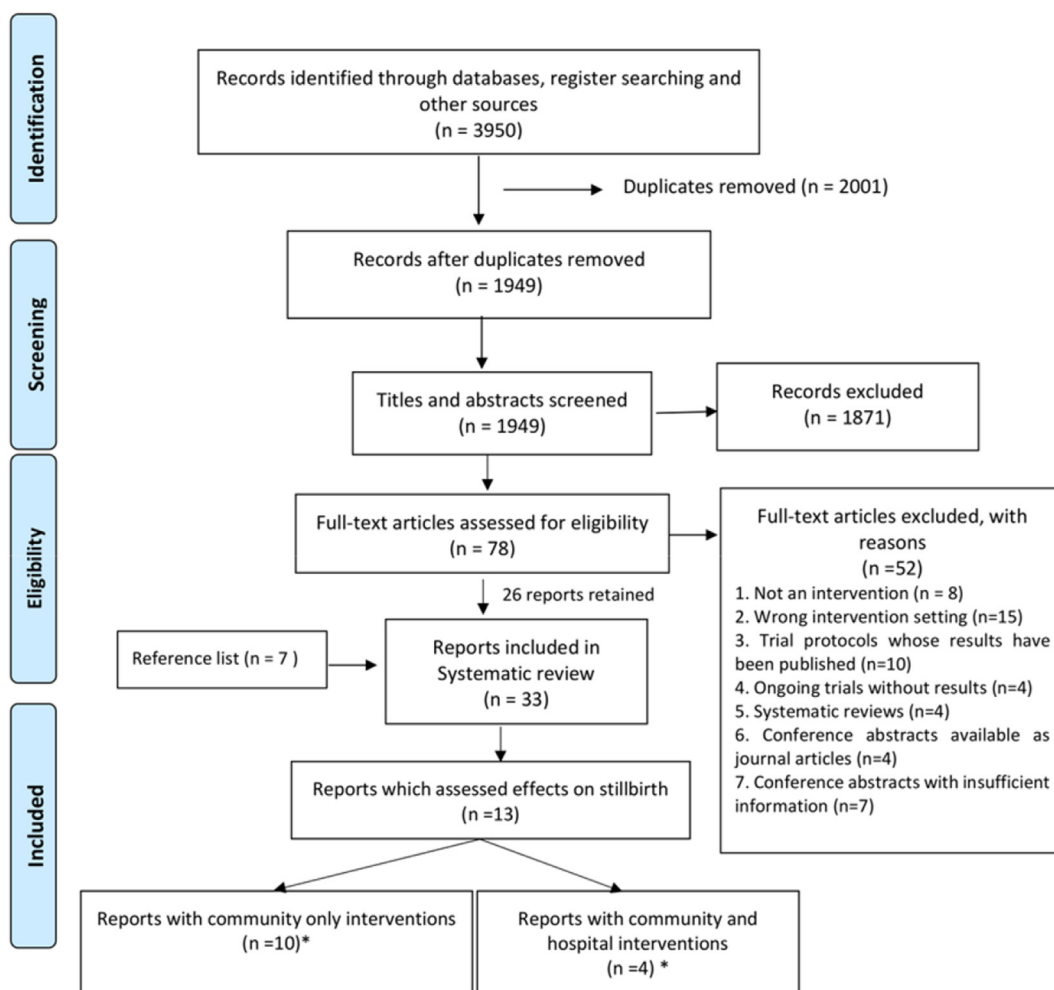 Identification
Records identified through databases, register searching and
other sources
(n = 3950)
Duplicates removed (n = 2001)
Records after duplicates removed
(n = 1949)
Screening
Titles and abstracts screened
(n = 1949)
Records excluded
(n = 1871)
Eligibility
Full-text articles assessed for eligibility
(n = 78)
Full-text articles excluded, with
reasons
(n =52)
1. Not an intervention (n = 8)
2. Wrong intervention setting (n=15)
3. Trial protocols whose results have
been published (n=10)
4. Ongoing trials without results (n=4)
5. Systematic reviews (n=4)
6. Conference abstracts available as
journal articles (n=4)
7. Conference abstracts with insufficient
information (n=7)
26 reports retained
Reference list (n = 7 )
Reports included in
Systematic review
(n = 33)
Included
Reports which assessed effects on stillbirth
(n =13)
Reports with community only interventions
(n =10)*
Reports with community and
hospital interventions
(n =4) *